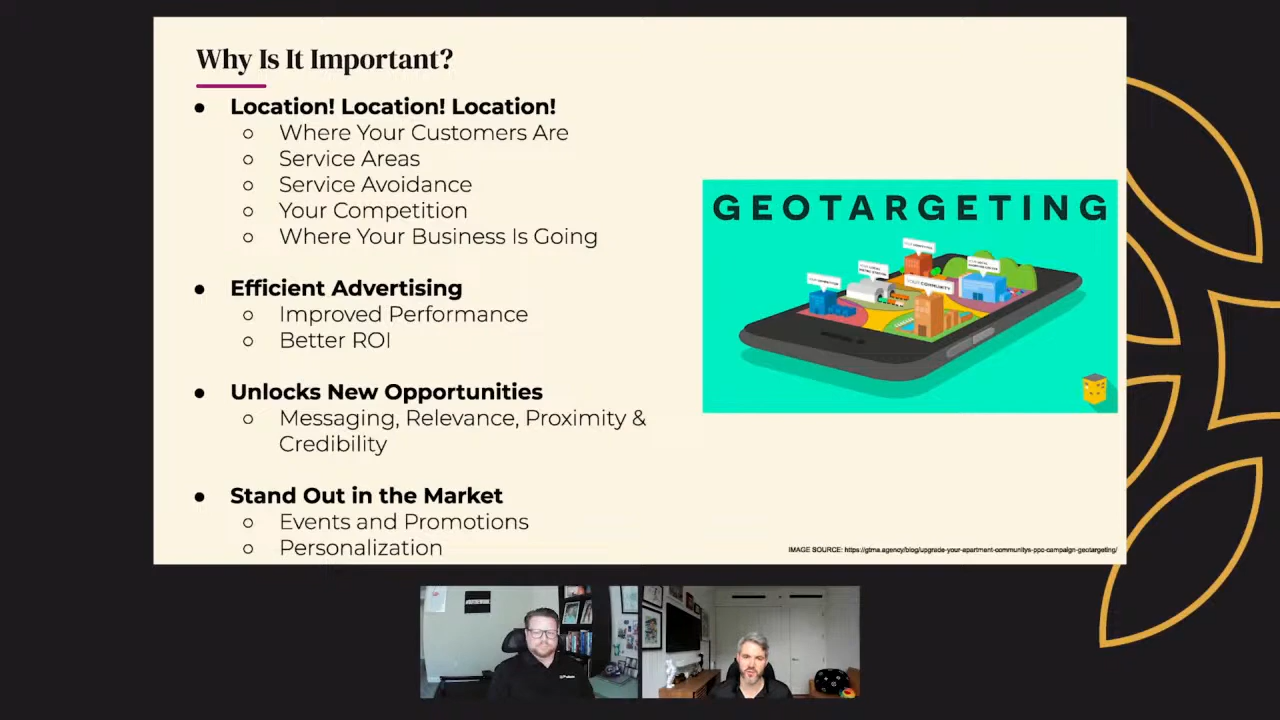 Why Is It Important?
● Location! Location! Location!
○ Where Your Customers Are
○ Service Areas
○ Service Avoidance
○ Your Competition
○ Where Your Business Is Going
● Efficient Advertising
○ Improved Performance
○ Better ROI
● Unlocks New Opportunities
○ Messaging, Relevance, Proximity &
Credibility
● Stand Out in the Market
○ Events and Promotions
○ Personalization
GEOTARGETING
YOUR COMMUNITY
IMAGE SOURCE: https://gtma.agency/blog/upgrade-your-apartment-communitys-ppc-campaign-geotargeting/